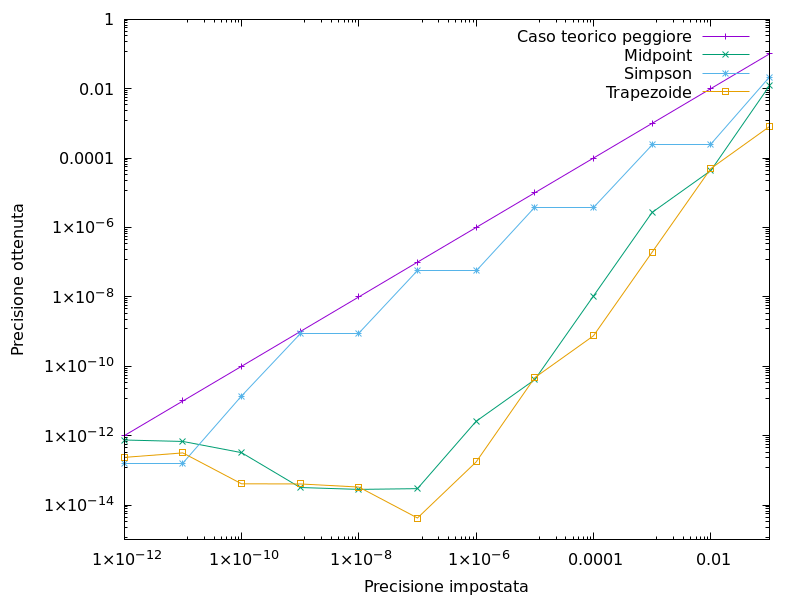 1
0.01
0.0001
1×10⁻⁶
1×10⁻⁸
1×10⁻¹⁰
1×10⁻¹²
1×10⁻¹⁴
Precisione ottenuta
Caso teorico peggiore
Midpoint
Simpson
Trapezoide
1×10⁻¹² 1×10⁻¹⁰ 1×10⁻⁸ 1×10⁻⁶ 0.0001 0.01
Precisione impostata